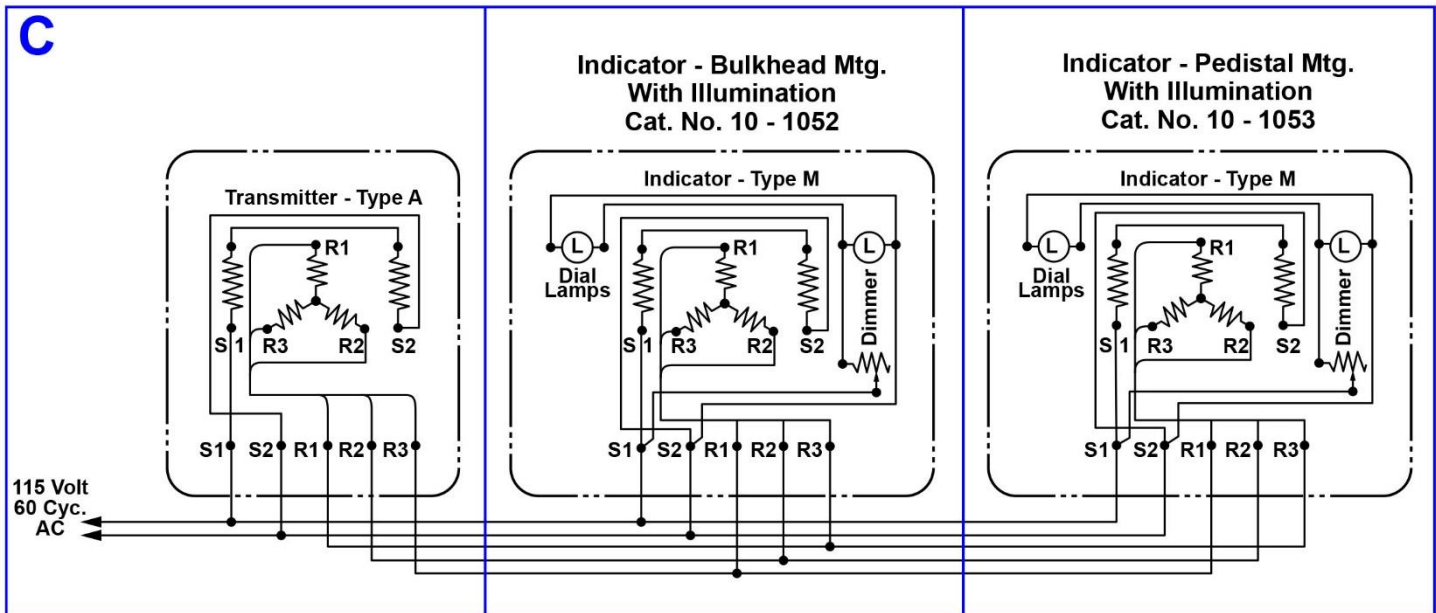 C
Indicator - Bulkhead Mtg.
With Illumination
Cat. No. 10 - 1052
Indicator - Pedistal Mtg.
With Illumination
Cat. No. 10 - 1053
Transmitter - Type A
R1
S 1
R3
R2
S2
S1
S2
R1
R2
R3
115 Volt
60 Cyc.
AC
Indicator - Type M
L
Dial
Lamps
L
Dimmer
R1
S 1
R3
R2
S2
S1
S2
R1
R2
R3
Indicator - Type M
L
Dial
Lamps
L
Dimmer
R1
S 1
R3
R2
S2
S1
S2
R1
R2
R3